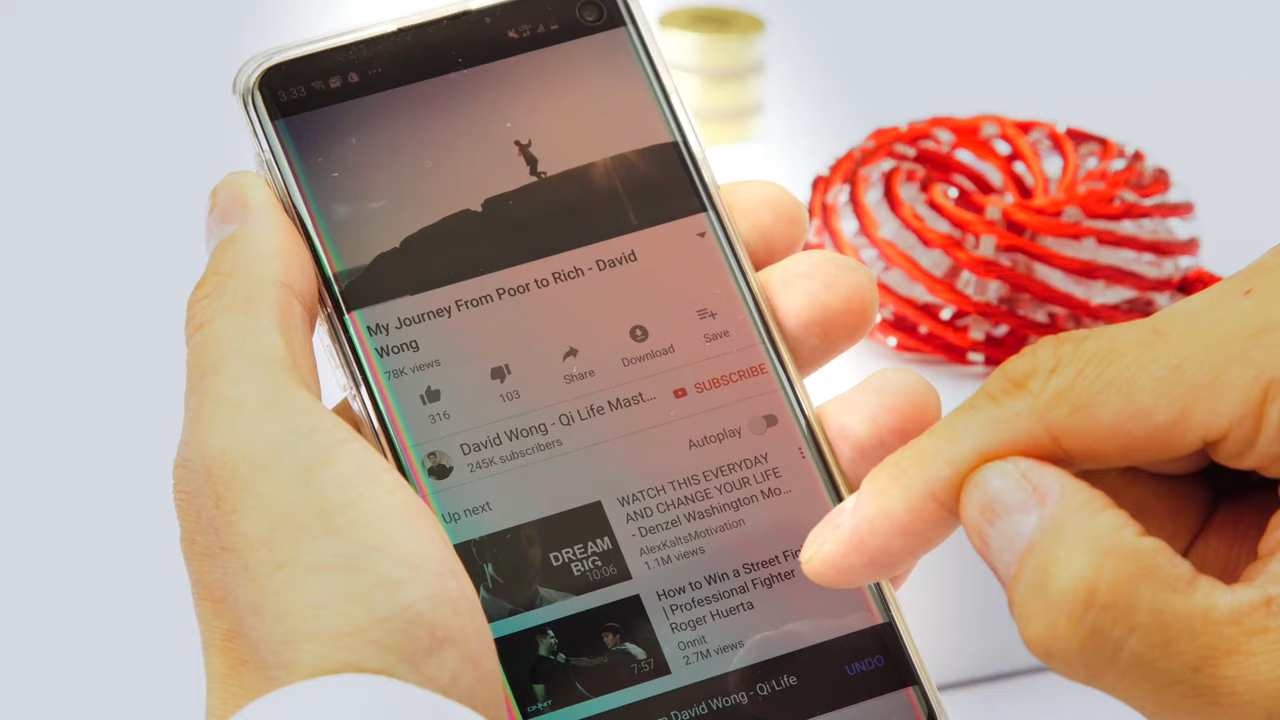 3:33
My Journey From Poor to Rich - David
Wong
78K views
316
103
Share
Download
Save
David Wong - Qi Life Mast...
245K subscribers
SUBSCRIBE
Autoplay
Up next
DREAM
BIG
10:06
WATCH THIS EVERYDAY
AND CHANGE YOUR LIFE
- Denzel Washington Mo...
AlexKaltsMotivation
1.1M views
7:57
ONNIT
How to Win a Street Fi
| Professional Fighter
Roger Huerta
Onnit
2.7M views
David Wong - Qi Life
UNDO